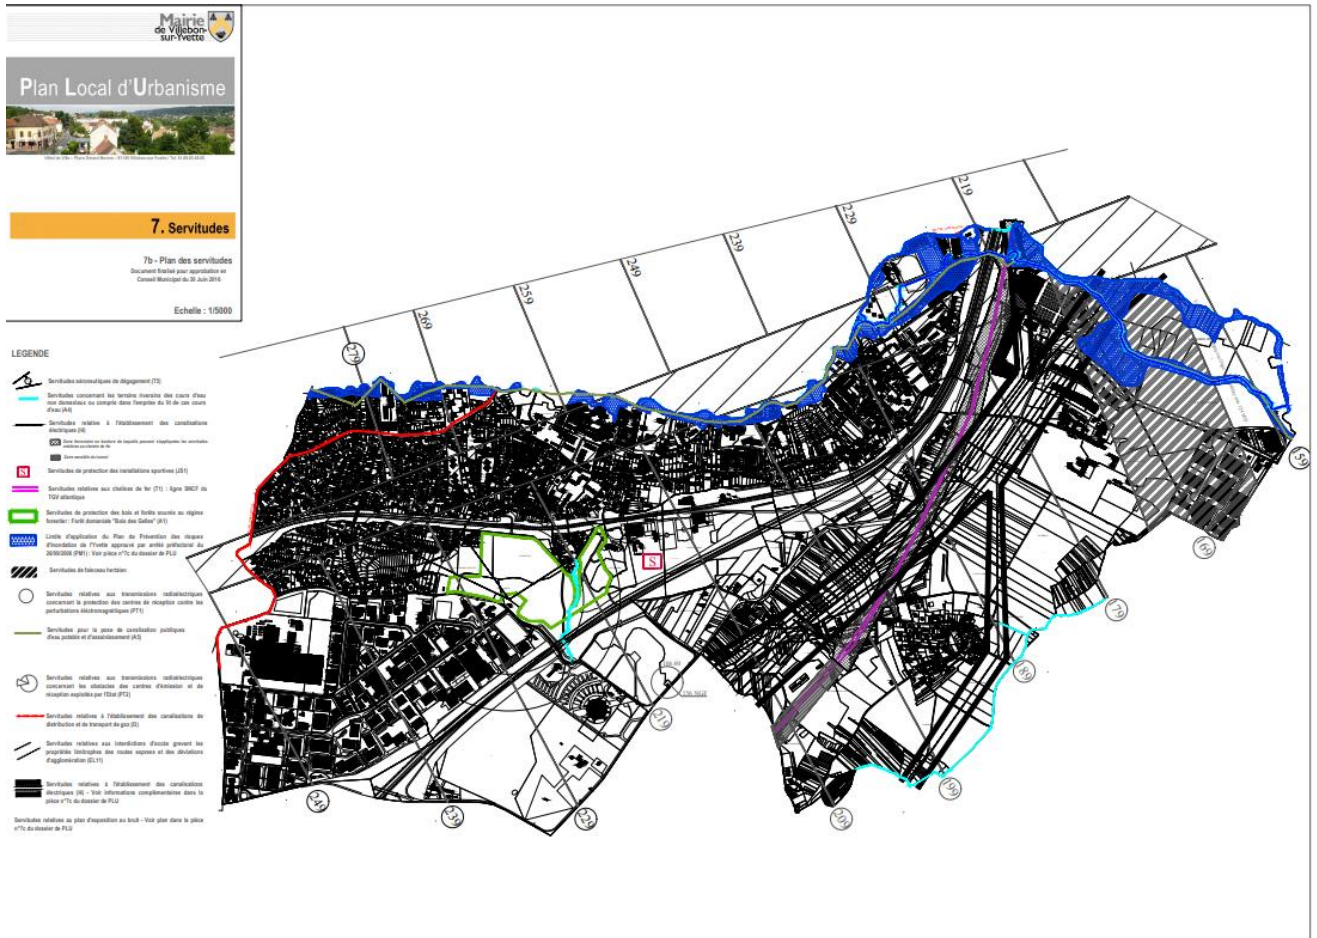 Mairie
de Villebon-
sur-Yvette
Plan Local d'Urbanisme
7. Servitudes
7b - Plan des servitudes
Document finalisé pour approbation en
Conseil Municipal du 30 Juin 2016
Echelle : 1/5000
LEGENDE
Servitudes aéronautiques de dégagement (T5)
Servitudes concernant les terrains riverains des cours d'eau
non domaniaux ou compris dans l'emprise du lit de ces cours
d'eau (A4)
Servitudes relative à l'établissement des canalisations
électriques (I4)
S
Servitudes de protection des installations sportives (JS1)
Servitudes relatives aux chemins de fer (T1) : ligne SNCF du
TGV atlantique
Servitudes de protection des bois et forêts soumis au régime
forestier : Forêt domaniale "Bois des Gelles" (A1)
Limite d'application du Plan de Prévention des risques
d'inondation de l'Yvette approuvé par arrêté préfectoral du
(PM1) : Voir pièce n°7c du dossier de PLU
Servitudes de faisceau hertzien
Servitudes relatives aux transmissions radioélectriques
concernant la protection des centres de réception contre les
perturbations électromagnétiques (PT1)
Servitudes pour la pose de canalisation publiques
d'eau potable et d'assainissement (A5)
Servitudes relatives aux transmissions radioélectriques
concernant les obstacles des centres d'émission et de
réception exploités par l'Etat (PT2)
Servitudes relatives à l'établissement des canalisations de
distribution et de transport de gaz (I3)
Servitudes relatives aux interdictions d'accès grevant les
propriétés limitrophes des routes express et des déviations
d'agglomération (EL11)
Servitudes relatives à l'établissement des canalisations
électriques (I4) - Voir informations complémentaires dans la
pièce n°7c du dossier de PLU
Servitudes relatives au plan d'exposition au bruit - Voir plan dans la pièce
n°7c du dossier de PLU
219
229
239
249
259
269
279
159
169
179
S
189
219
156 NGF
199
249
239
229
209